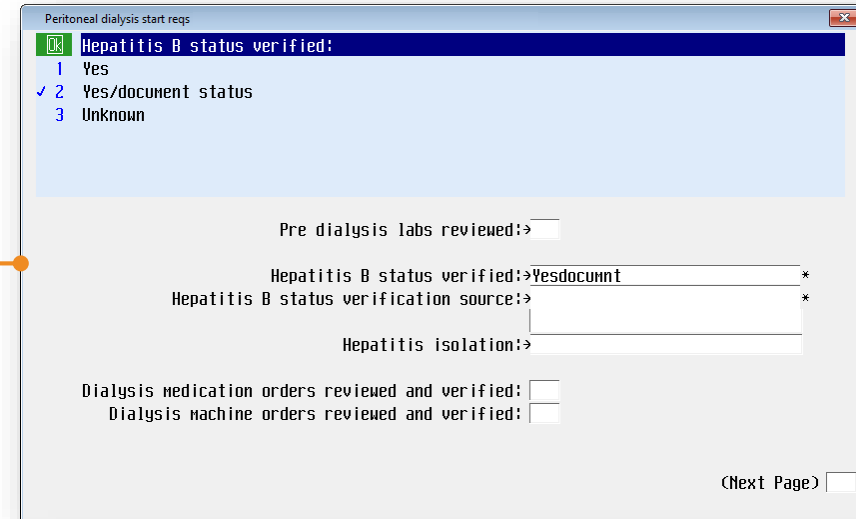 Peritoneal dialysis start reqs
Ok Hepatitis B status verified:
1 Yes
✓ 2 Yes/document status
3 Unknown
Pre dialysis labs reviewed:>
Hepatitis B status verified:>Yesdocumnt *
Hepatitis B status verification source:> *
Hepatitis isolation:>
Dialysis medication orders reviewed and verified:
Dialysis machine orders reviewed and verified:
(Next Page)